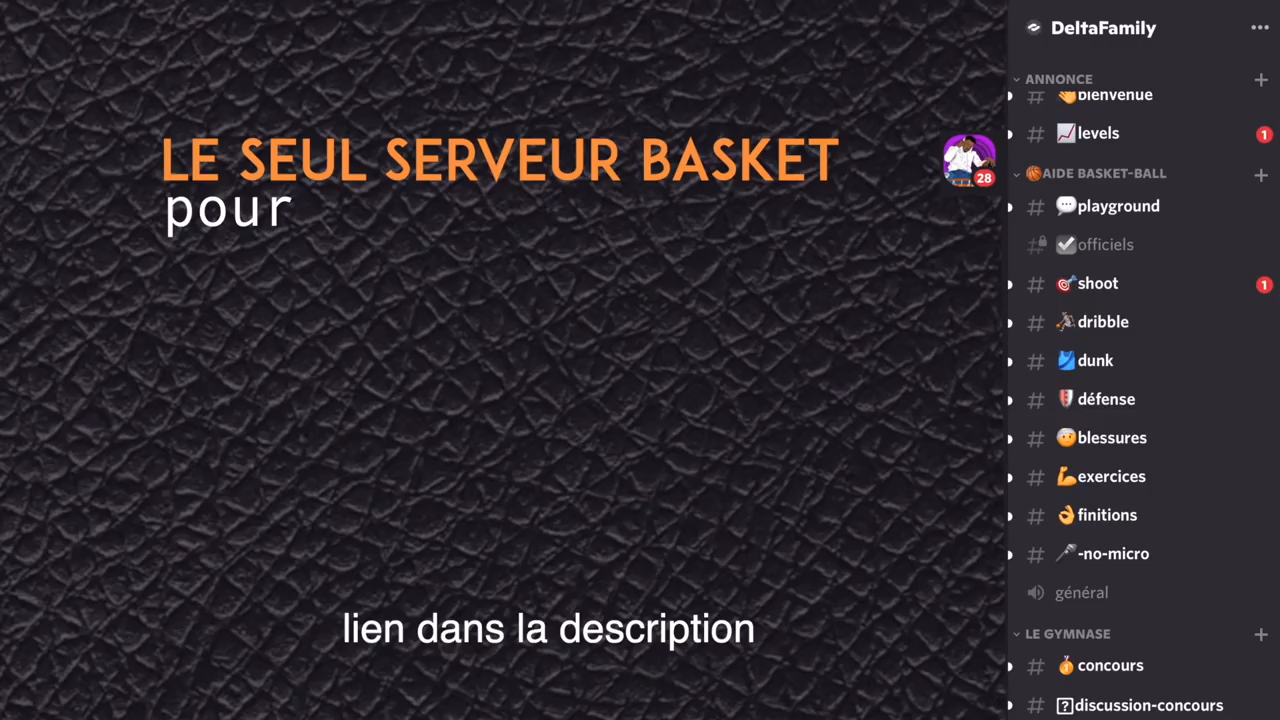 LE SEUL SERVEUR BASKET
pour
lien dans la description
28
DeltaFamily
ANNONCE
bienvenue
levels
1
AIDE BASKET-BALL
playground
officiels
shoot
1
dribble
dunk
défense
blessures
exercices
finitions
-no-micro
général
LE GYMNASE
concours
discussion-concours